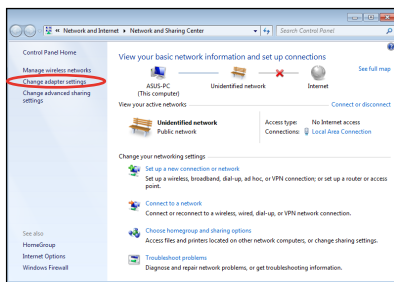 Network and Internet ▸ Network and Sharing Center
Search Control Panel
Control Panel Home
Manage wireless networks
Change adapter settings
Change advanced sharing
settings
See also
HomeGroup
Internet Options
Windows Firewall
View your basic network information and set up connections
See full map
ASUS-PC
(This computer)
Unidentified network
Internet
View your active networks
Connect or disconnect
Unidentified network
Public network
Access type: No Internet access
Connections: Local Area Connection
Change your networking settings
Set up a new connection or network
Set up a wireless, broadband, dial-up, ad hoc, or VPN connection; or set up a router or access
point.
Connect to a network
Connect or reconnect to a wireless, wired, dial-up, or VPN network connection.
Choose homegroup and sharing options
Access files and printers located on other network computers, or change sharing settings.
Troubleshoot problems
Diagnose and repair network problems, or get troubleshooting information.